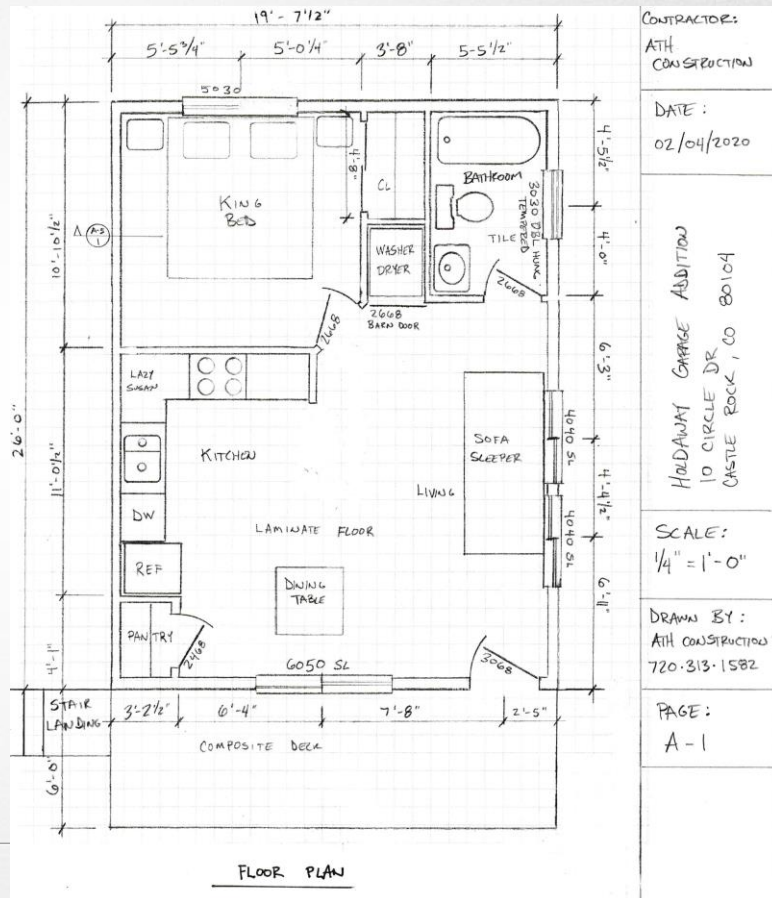 19'-7 1/2"
5'-5 3/4"
5'-0 1/4"
3'-8"
5-5 1/2"
5030
KING
BED
4'-8"
CL
BATHROOM
TILE
3030 DBL HUNG
TEMPERED
4'-5 1/2"
4'-0"
WASHER
DRYER
2668
BARN DOOR
2668
2668
A
A-5
1
10'-10 1/2"
26'-0"
11'-0 1/2"
4'-1"
6'-0"
LAZY
SUSAN
KITCHEN
DW
REF
PANTRY
2468
LAMINATE FLOOR
DINING
TABLE
LIVING
SOFA
SLEEPER
4040 SL
4040 SL
6'-3"
4'-4 1/2"
6'-11"
6050 SL
3068
STAIR
LANDING
3'-2 1/2"
6'-4"
7'-8"
2'-5"
COMPOSITE DECK
FLOOR PLAN
CONTRACTOR:
ATH
CONSTRUCTION
DATE:
02/04/2020
HOLDAWAY GARAGE ADDITION
10 CIRCLE DR
CASTLE ROCK, CO 80104
SCALE:
1/4" = 1'-0"
DRAWN BY:
ATH CONSTRUCTION
720·313·1582
PAGE:
A-1